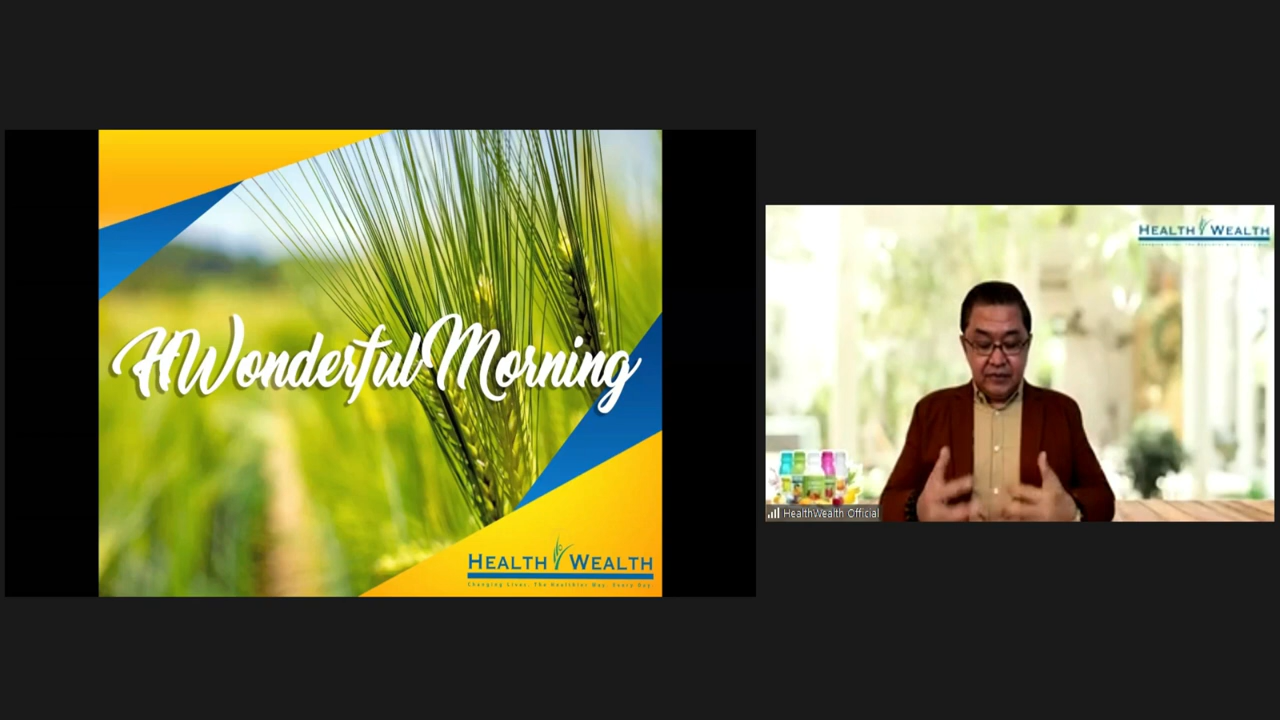 HWonderfulMorning
HEALTH WEALTH
Changing Lives. The Healthier Way. Every Day.
HEALTH WEALTH
HealthWealth Official